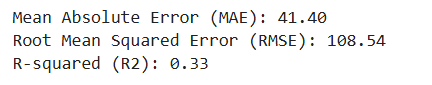 Mean Absolute Error (MAE): 41.40
Root Mean Squared Error (RMSE): 108.54
R-squared (R2): 0.33